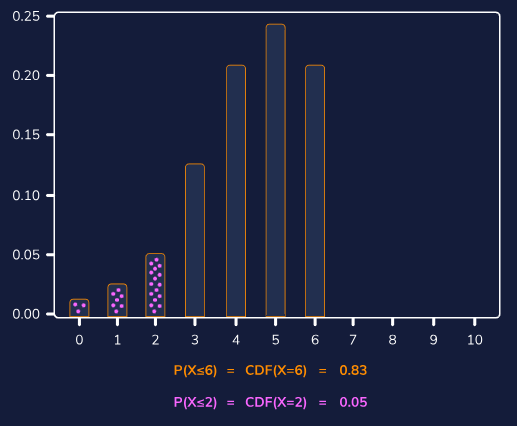 0.25
0.20
0.15
0.10
0.05
0.00
0 1 2 3 4 5 6 7 8 9 10
P(X≤6) = CDF(X=6) = 0.83
P(X≤2) = CDF(X=2) = 0.05